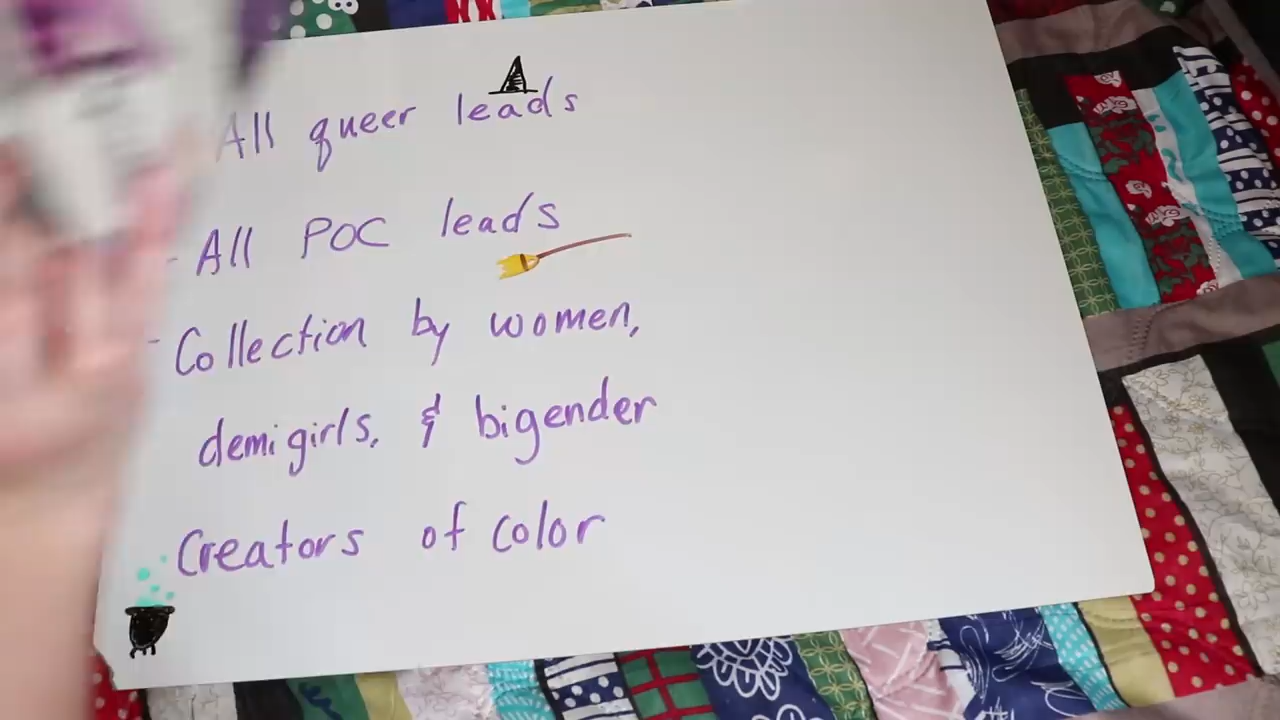 All queer leads
- All POC leads
- Collection by women,
demigirls, & bigender
Creators of color